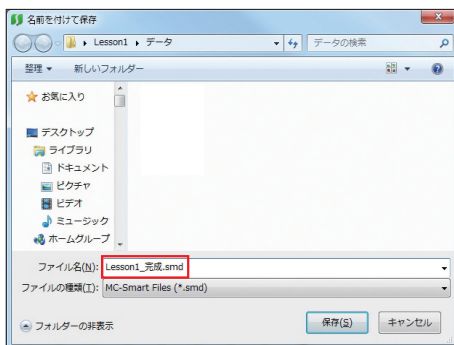 名前を付けて保存
Lesson1 データ データの検索
整理 新しいフォルダー
お気に入り
デスクトップ
ライブラリ
ドキュメント
ピクチャ
ビデオ
ミュージック
ホームグループ
ファイル名(N): Lesson1_完成.smd
ファイルの種類(T): MC-Smart Files (*.smd)
フォルダーの非表示 保存(S) キャンセル